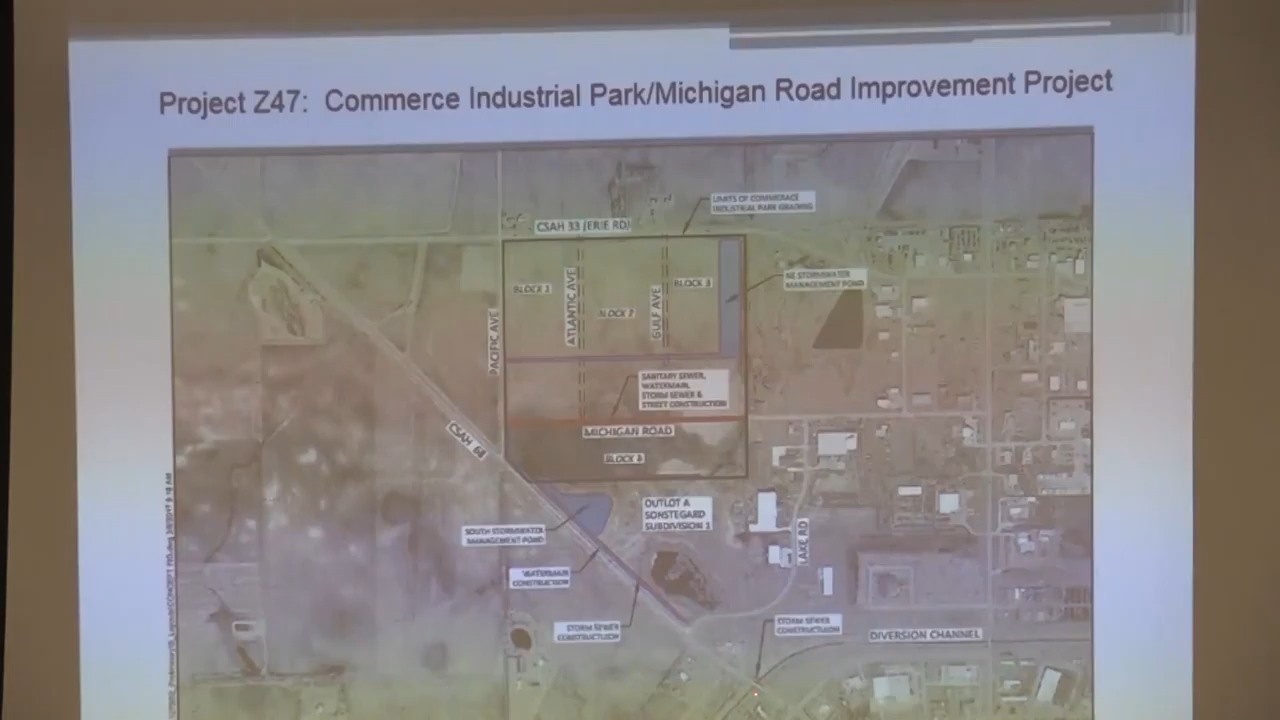 Project Z47: Commerce Industrial Park/Michigan Road Improvement Project
LIMITS OF COMMERCE
INDUSTRIAL PARK GRADING
CSAH 33 (ERIE RD)
NE STORMWATER
MANAGEMENT POND
BLOCK 1
ATLANTIC AVE
BLOCK 2
GULF AVE
BLOCK 3
PACIFIC AVE
SANITARY SEWER,
WATERMAIN,
STORM SEWER &
STREET CONSTRUCTION
MICHIGAN ROAD
CSAH 68
BLOCK 4
OUTLOT A
SONSTEGARD
SUBDIVISION 1
SOUTH STORMWATER
MANAGEMENT POND
LAKE RD
WATERMAIN
CONSTRUCTION
STORM SEWER
CONSTRUCTION
STORM SEWER
CONSTRUCTION
DIVERSION CHANNEL